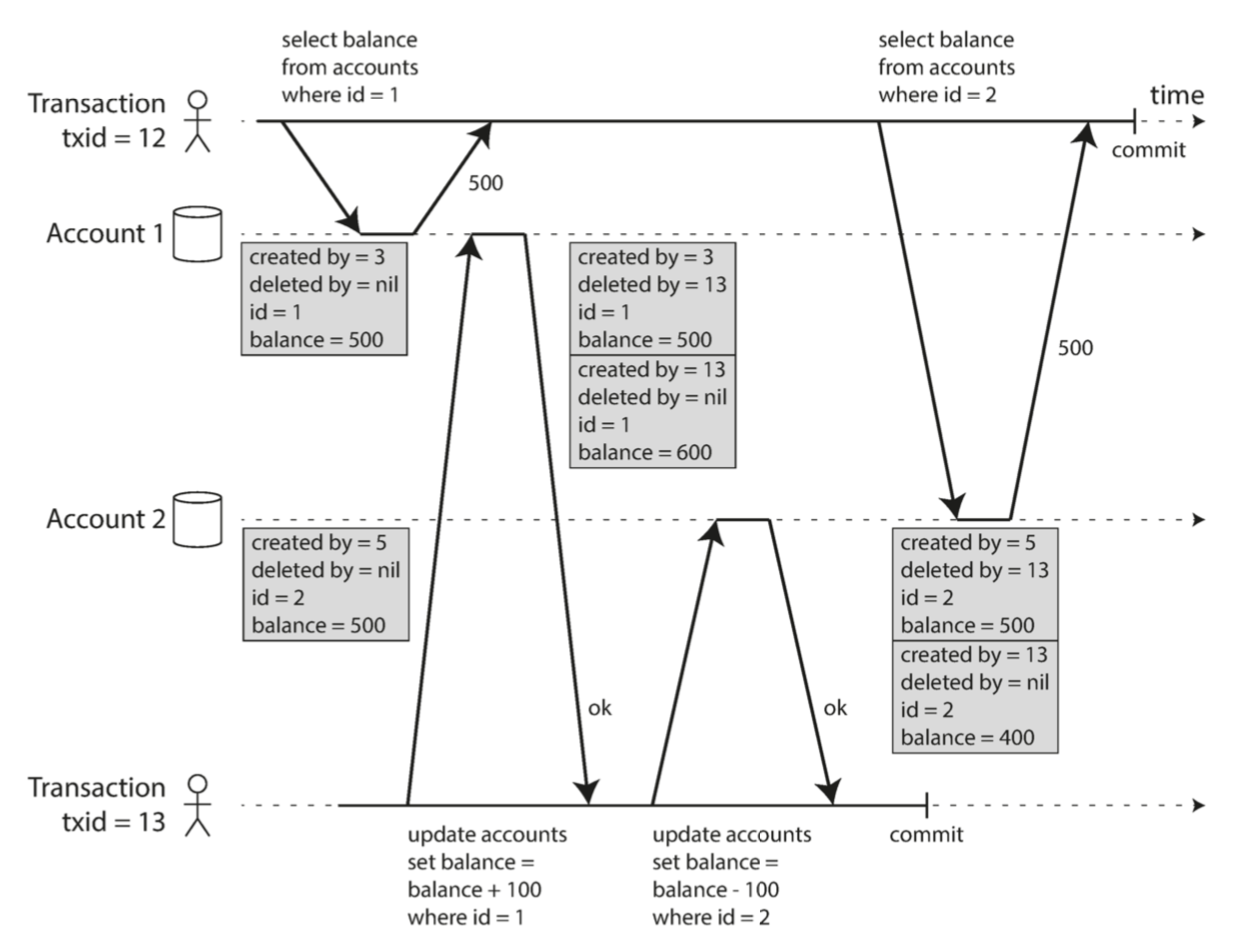 select balance
from accounts
where id = 1
select balance
from accounts
where id = 2
time
Transaction
txid = 12
commit
500
Account 1
created by = 3
deleted by = nil
id = 1
balance = 500
created by = 3
deleted by = 13
id = 1
balance = 500
created by = 13
deleted by = nil
id = 1
balance = 600
500
Account 2
created by = 5
deleted by = nil
id = 2
balance = 500
created by = 5
deleted by = 13
id = 2
balance = 500
created by = 13
deleted by = nil
id = 2
balance = 400
ok
ok
Transaction
txid = 13
commit
update accounts
set balance =
balance + 100
where id = 1
update accounts
set balance =
balance - 100
where id = 2